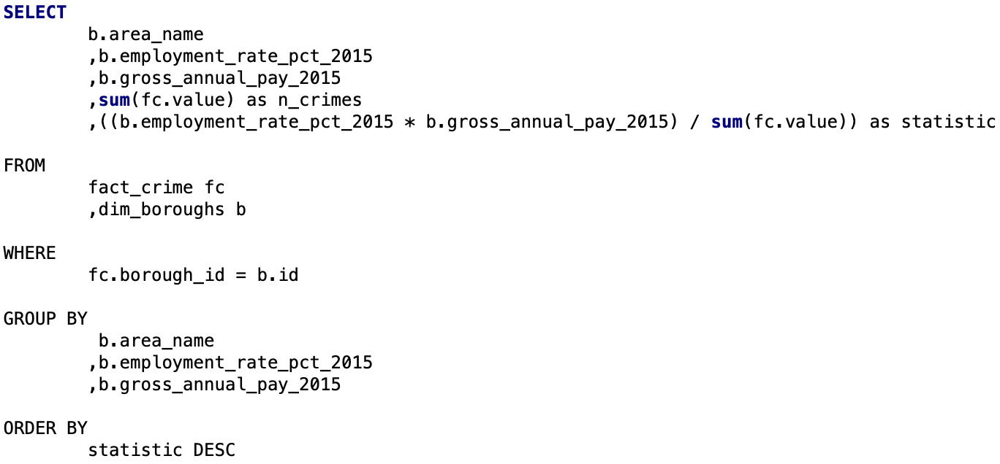 SELECT
b.area_name
,b.employment_rate_pct_2015
,b.gross_annual_pay_2015
,sum(fc.value) as n_crimes
,((b.employment_rate_pct_2015 * b.gross_annual_pay_2015) / sum(fc.value)) as statistic
FROM
fact_crime fc
,dim_boroughs b
WHERE
fc.borough_id = b.id
GROUP BY
b.area_name
,b.employment_rate_pct_2015
,b.gross_annual_pay_2015
ORDER BY
statistic DESC